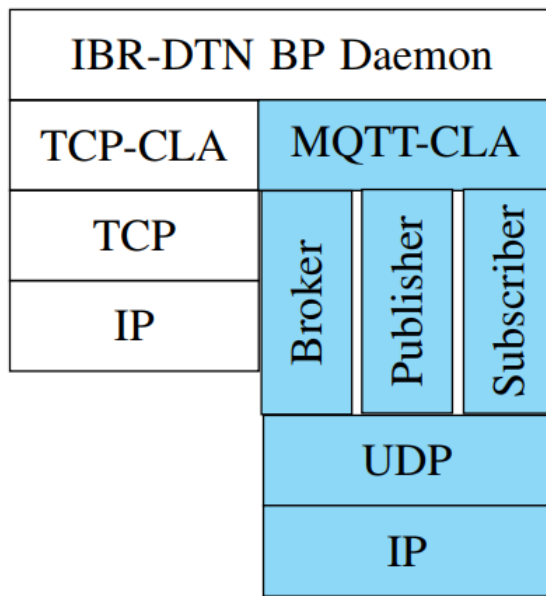 IBR-DTN BP Daemon
TCP-CLA
MQTT-CLA
TCP
IP
Broker
Publisher
Subscriber
UDP
IP